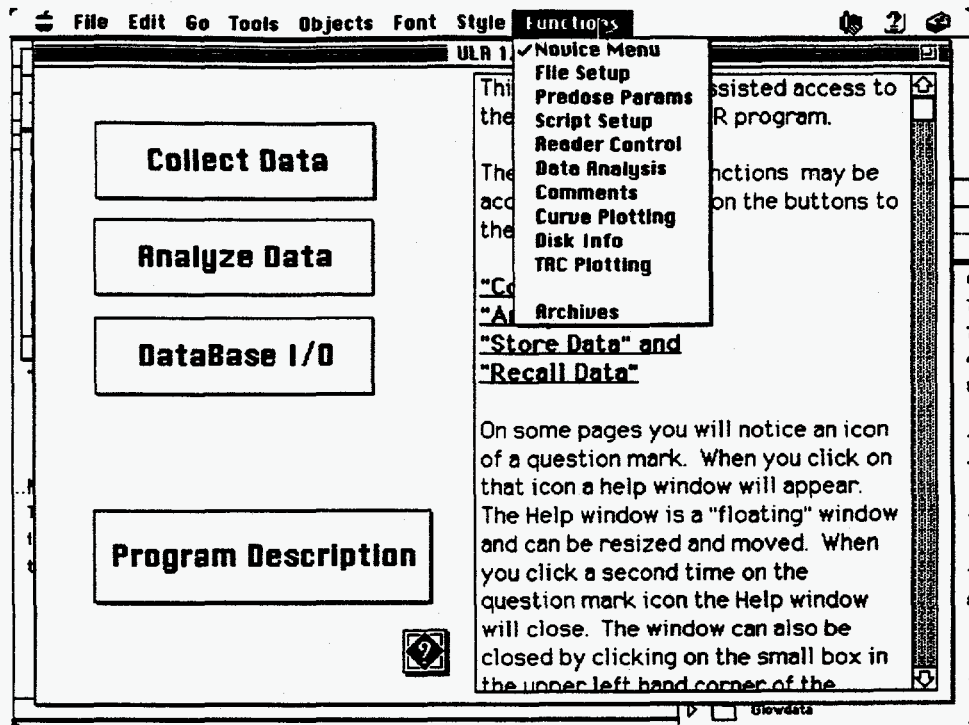 File Edit Go Tools Objects Font Style Functions
ULR 1.
Novice Menu
File Setup
Predose Params
Script Setup
Reader Control
Data Analysis
Comments
Curve Plotting
Disk Info
TRC Plotting
Archives
Collect Data
Analyze Data
DataBase I/O
Program Description
Thi ssisted access to
the R program.
The nctions may be
acc on the buttons to
the
"Co
"An
"Store Data" and
"Recall Data"
On some pages you will notice an icon
of a question mark. When you click on
that icon a help window will appear.
The Help window is a "floating" window
and can be resized and moved. When
you click a second time on the
question mark icon the Help window
will close. The window can also be
closed by clicking on the small box in
the upper left hand corner of the
Glowdata